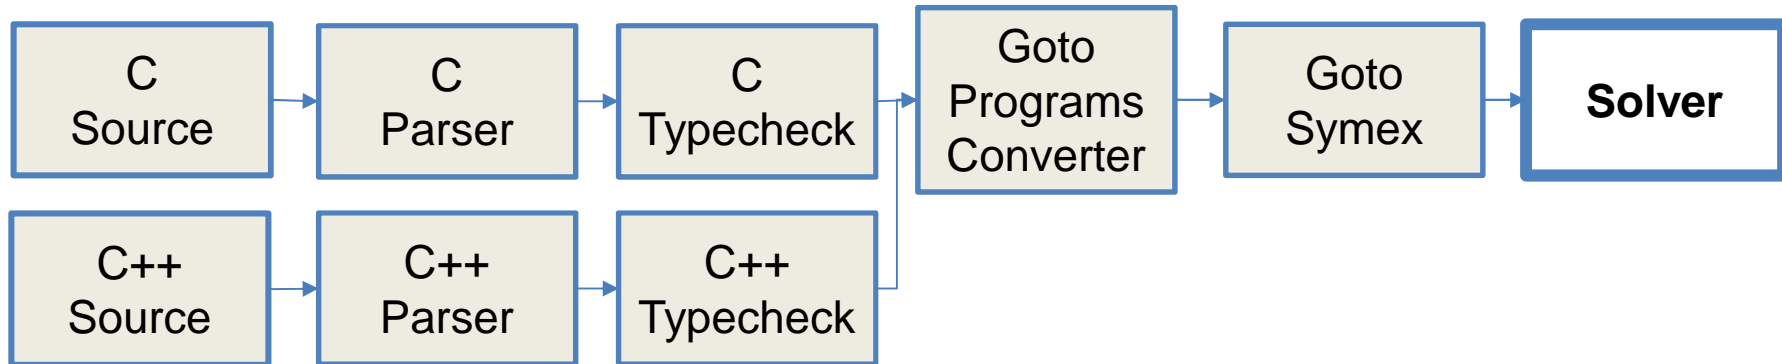 C
Source
C
Parser
C
Typecheck
Goto
Programs
Converter
Goto
Symex
Solver
C++
Source
C++
Parser
C++
Typecheck